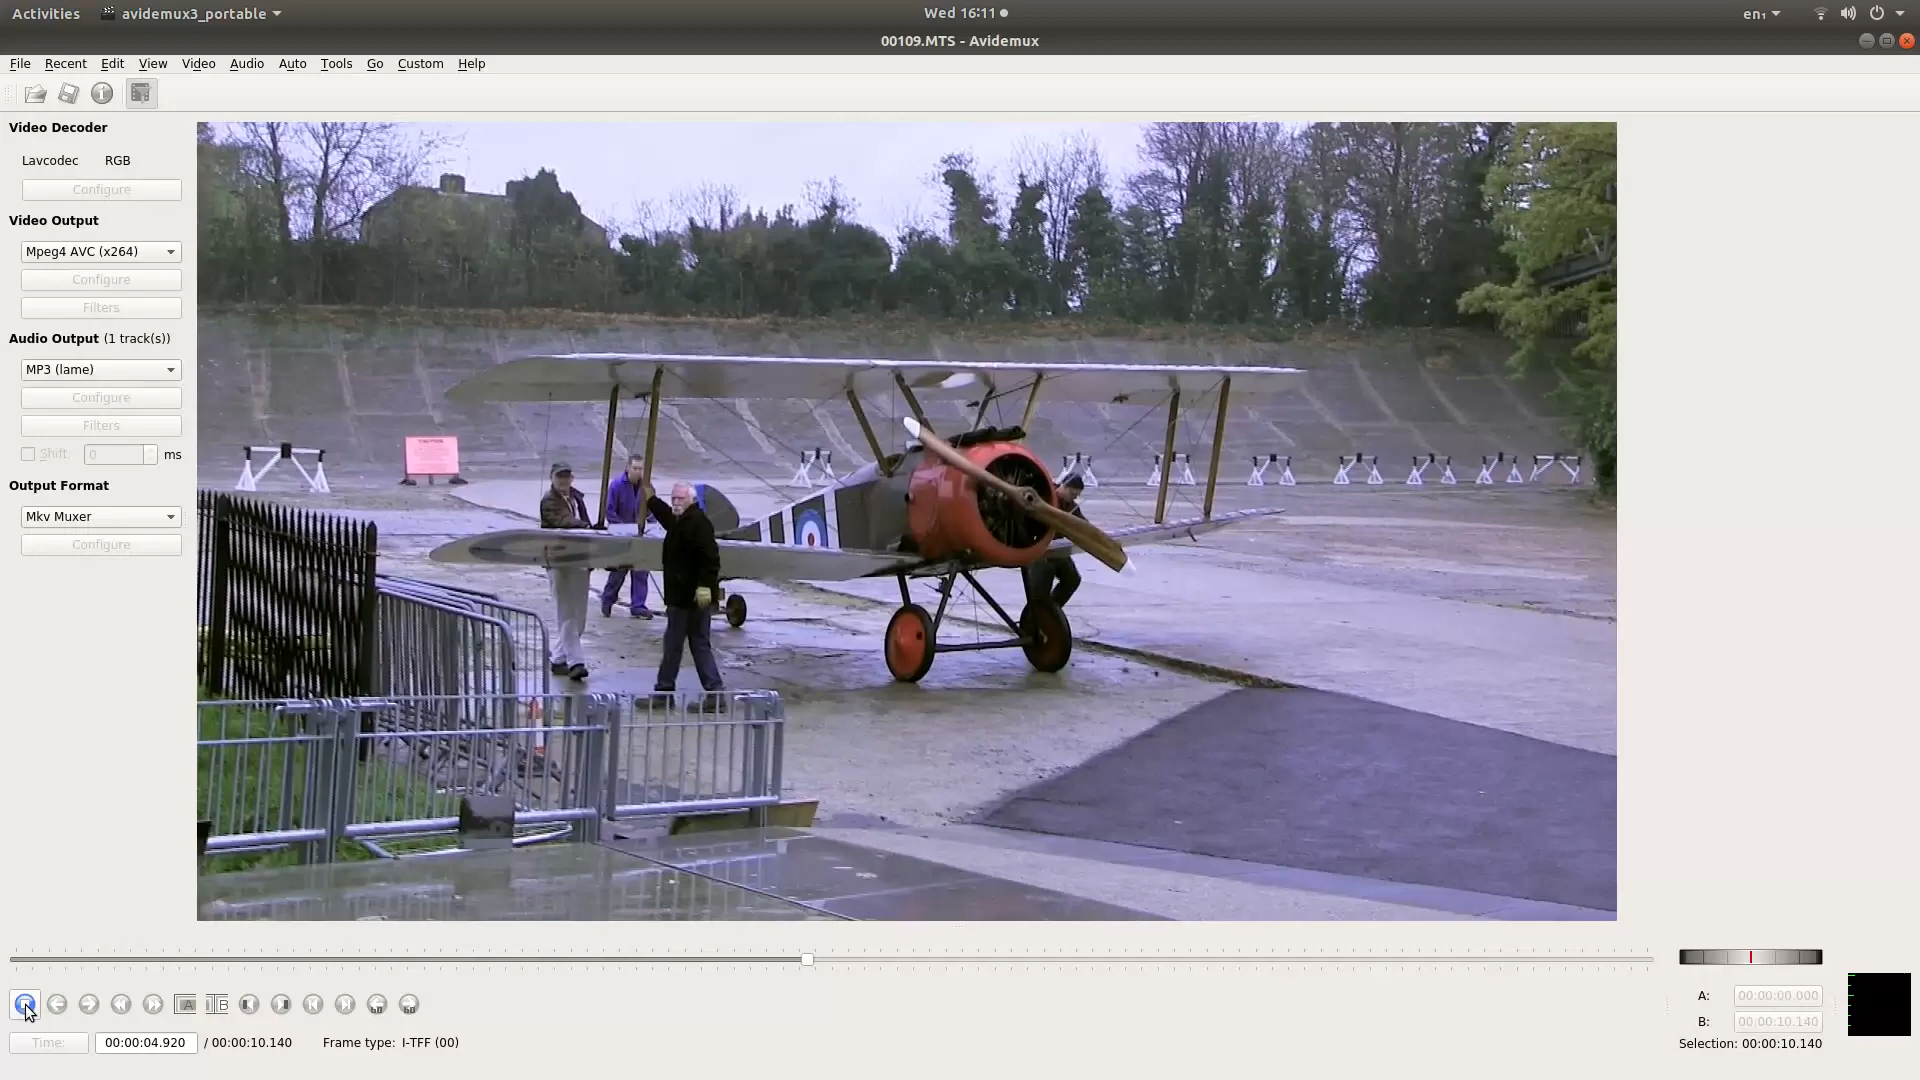 Activities avidemux3_portable Wed 16:11 en₁
00109.MTS - Avidemux
File Recent Edit View Video Audio Auto Tools Go Custom Help
Video Decoder
Lavcodec RGB
Configure
Video Output
Mpeg4 AVC (x264)
Configure
Filters
Audio Output (1 track(s))
MP3 (lame)
Configure
Filters
Shift: 0 ms
Output Format
Mkv Muxer
Configure
A B 60 60
A: 00:00:00.000
B: 00:00:10.140
Time: 00:00:04.920 / 00:00:10.140 Frame type: I-TFF (00)
Selection: 00:00:10.140